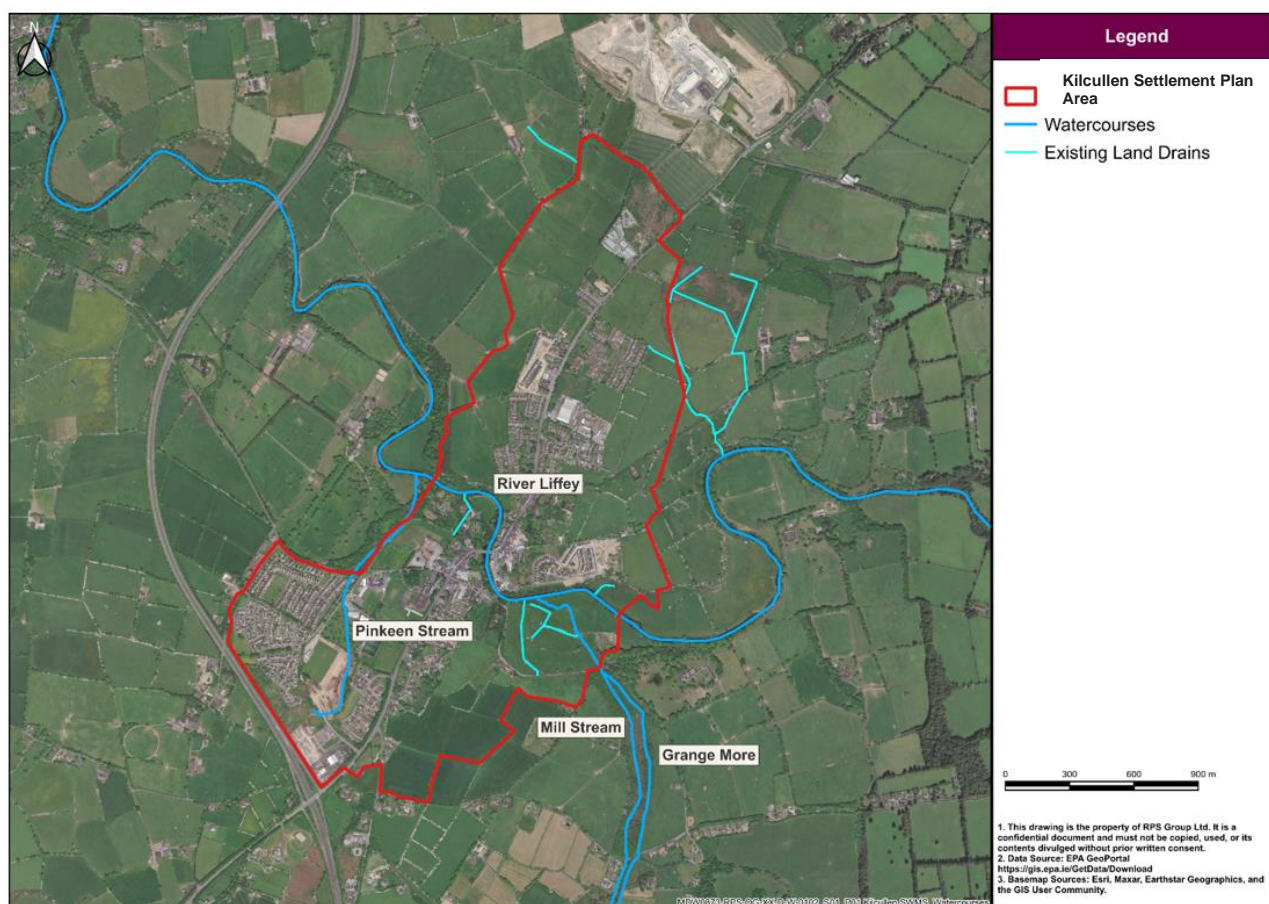 N
River Liffey
Pinkeen Stream
Mill Stream
Grange More
Legend
Kilcullen Settlement Plan
Area
Watercourses
Existing Land Drains
0 300 600 900 m
1. This drawing is the property of RPS Group Ltd. It is a
confidential document and must not be copied, used, or its
contents divulged without prior written consent.
2. Data Source: EPA GeoPortal
https://gis.epa.ie/GetData/Download
3. Basemap Sources: Esri, Maxar, Earthstar Geographics, and
the GIS User Community.
Kilcullen SWMS Watercourses